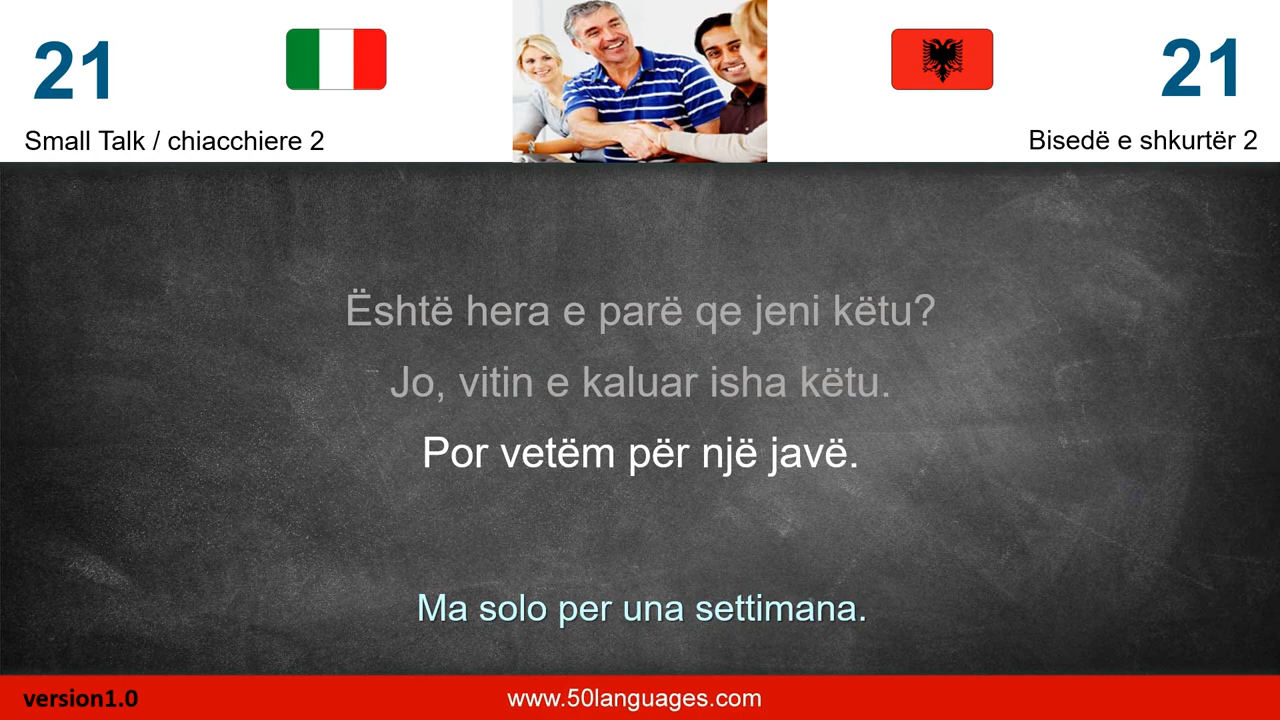 21
21
Small Talk / chiacchiere 2
Bisedë e shkurtër 2
Është hera e parë qe jeni këtu?
Jo, vitin e kaluar isha këtu.
Por vetëm për një javë.
Ma solo per una settimana.
version1.0
www.50languages.com